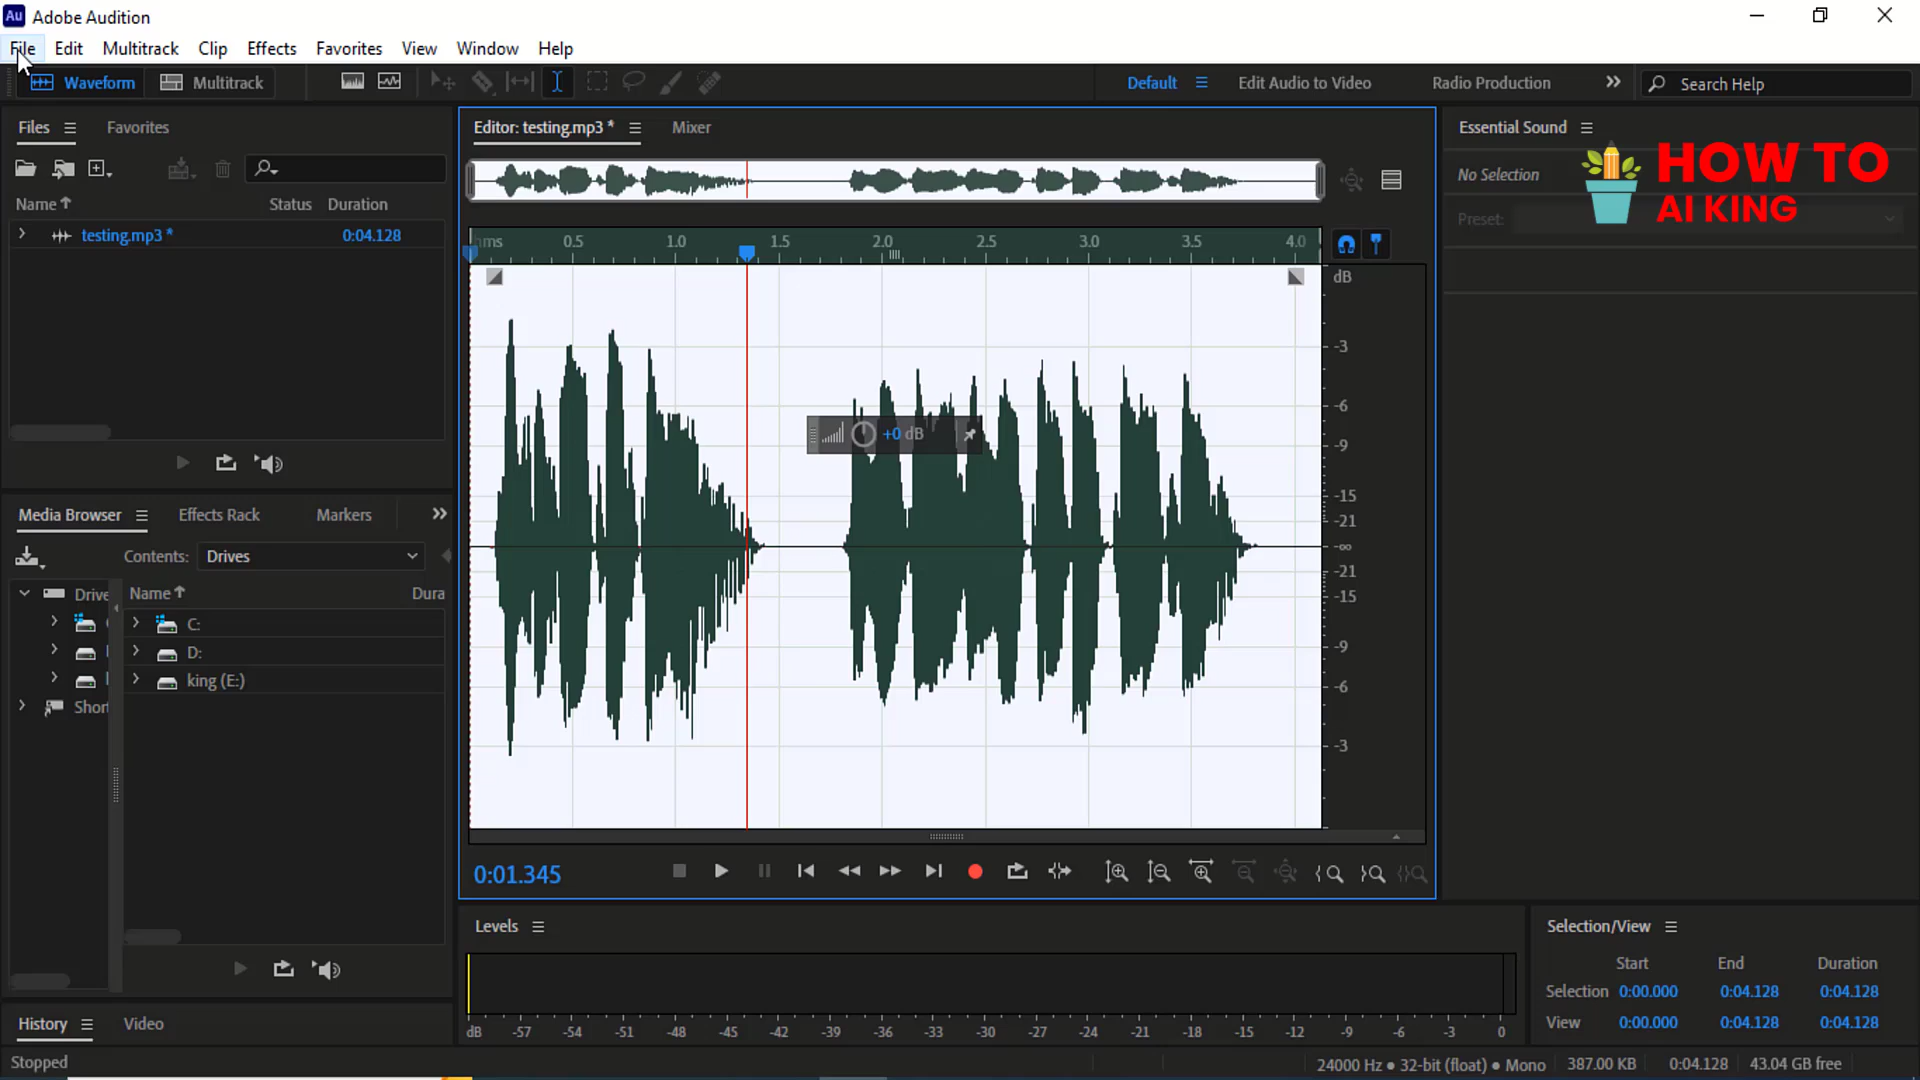 Au Adobe Audition
File Edit Multitrack Clip Effects Favorites View Window Help
Waveform Multitrack Default Edit Audio to Video Radio Production Search Help
Files Favorites
Editor: testing.mp3 * Mixer
Essential Sound
HOW TO
AI KING
No Selection
Preset:
Name Status Duration
testing.mp3 * 0:04.128
hms 0.5 1.0 1.5 2.0 2.5 3.0 3.5 4.0
dB
-3
-6
-9
-15
-21
-∞
-21
-15
-9
-6
-3
+0 dB
Media Browser Effects Rack Markers
Contents: Drives
Drive Name Dura
C:
D:
king (E:)
Short
0:01.345
Levels
dB -57 -54 -51 -48 -45 -42 -39 -36 -33 -30 -27 -24 -21 -18 -15 -12 -9 -6 -3 0
Selection/View
Start End Duration
Selection 0:00.000 0:04.128 0:04.128
View 0:00.000 0:04.128 0:04.128
History Video
Stopped
24000 Hz ● 32-bit (float) ● Mono 387.00 KB 0:04.128 43.04 GB free